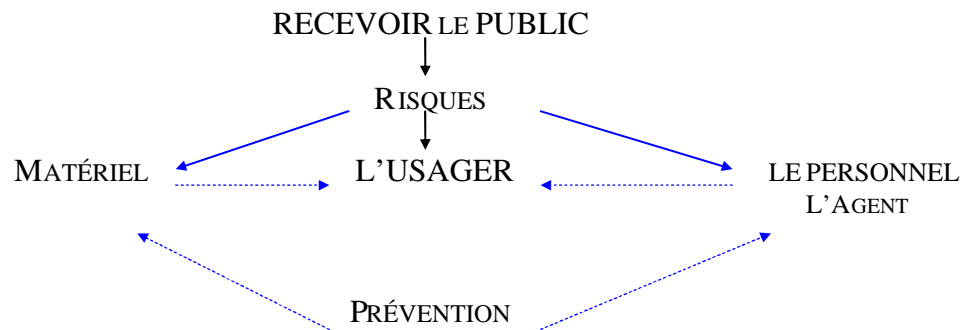 RECEVOIR LE PUBLIC
RISQUES
MATÉRIEL
L'USAGER
LE PERSONNEL
L'AGENT
PRÉVENTION